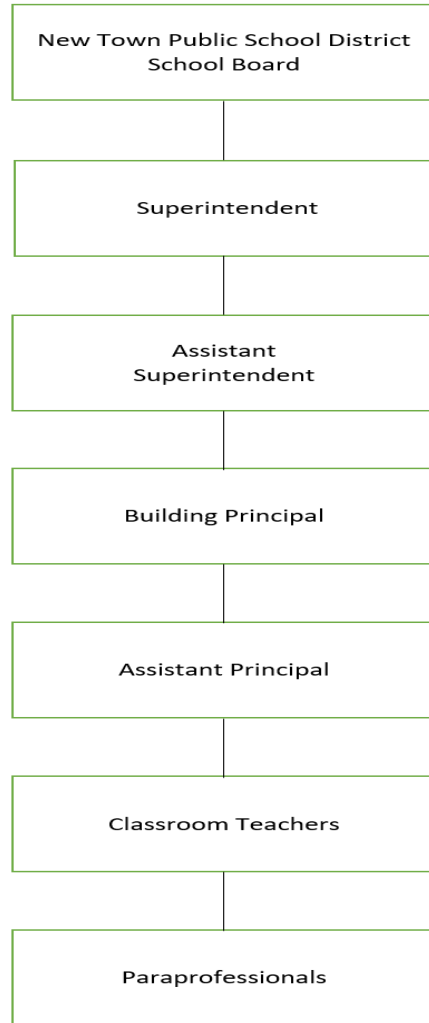 New Town Public School District
School Board
Superintendent
Assistant
Superintendent
Building Principal
Assistant Principal
Classroom Teachers
Paraprofessionals